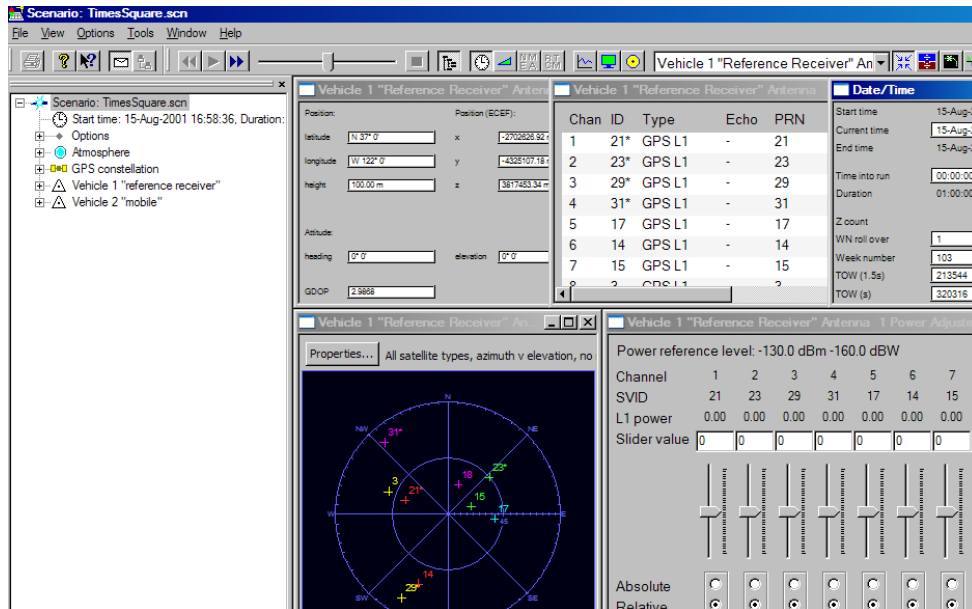 Scenario: TimesSquare.scn
File View Options Tools Window Help
Vehicle 1 "Reference Receiver" An
Scenario: TimesSquare.scn
Start time: 15-Aug-2001 16:58:36, Duration:
Options
Atmosphere
GPS constellation
Vehicle 1 "reference receiver"
Vehicle 2 "mobile"
Vehicle 1 "Reference Receiver" Anten
Position: Position (ECEF):
latitude N 37° 0' x -2702626.92
longitude W 122° 0' y -4325107.18
height 100.00 m z 3817453.34 m
Attitude:
heading 0° 0' elevation 0° 0'
GDOP 2.9868
Vehicle 1 "Reference Receiver" Antenna
Chan ID Type Echo PRN
1 21* GPS L1 - 21
2 23* GPS L1 - 23
3 29* GPS L1 - 29
4 31* GPS L1 - 31
5 17 GPS L1 - 17
6 14 GPS L1 - 14
7 15 GPS L1 - 15
8 3 GPS L1 3
Date/Time
Start time 15-Aug-
Current time 15-Aug-
End time 15-Aug-
Time into run 00:00:00
Duration 01:00:00
Z count
WN roll over 1
Week number 103
TOW (1.5s) 213544
TOW (s) 320316
Vehicle 1 "Reference Receiver" An
Properties... All satellite types, azimuth v elevation, no
N
NW 31* NE
3 21* 18 23*
15
W 17 E
45
14
29*
SW SE
Vehicle 1 "Reference Receiver" Antenna 1 Power Adjust
Power reference level: -130.0 dBm -160.0 dBW
Channel 1 2 3 4 5 6 7
SVID 21 23 29 31 17 14 15
L1 power 0.00 0.00 0.00 0.00 0.00 0.00 0.00
Slider value 0 0 0 0 0 0 0
Absolute
Relative